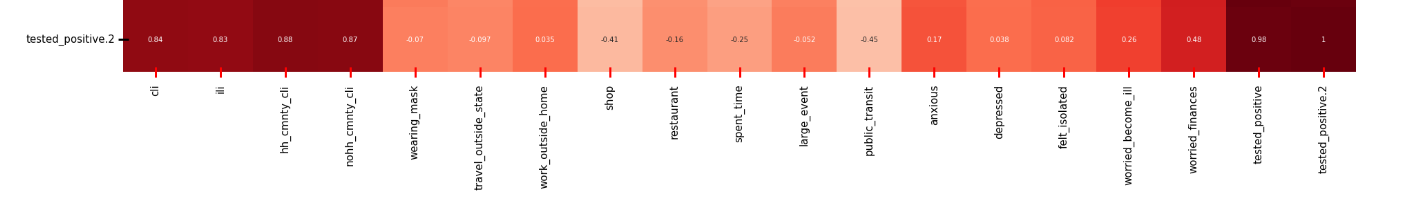 tested_positive.2
0.84 0.83 0.88 0.87 -0.07 -0.097 0.035 -0.41 -0.16 -0.25 -0.052 -0.45 0.17 0.038 0.082 0.26 0.48 0.98 1
cli
ili
hh_cmnty_cli
nohh_cmnty_cli
wearing_mask
travel_outside_state
work_outside_home
shop
restaurant
spent_time
large_event
public_transit
anxious
depressed
felt_isolated
worried_become_ill
worried_finances
tested_positive
tested_positive.2